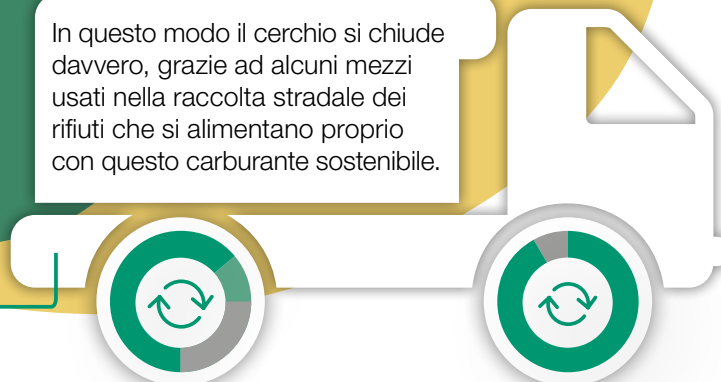 In questo modo il cerchio si chiude
davvero, grazie ad alcuni mezzi
usati nella raccolta stradale dei
rifiuti che si alimentano proprio
con questo carburante sostenibile.